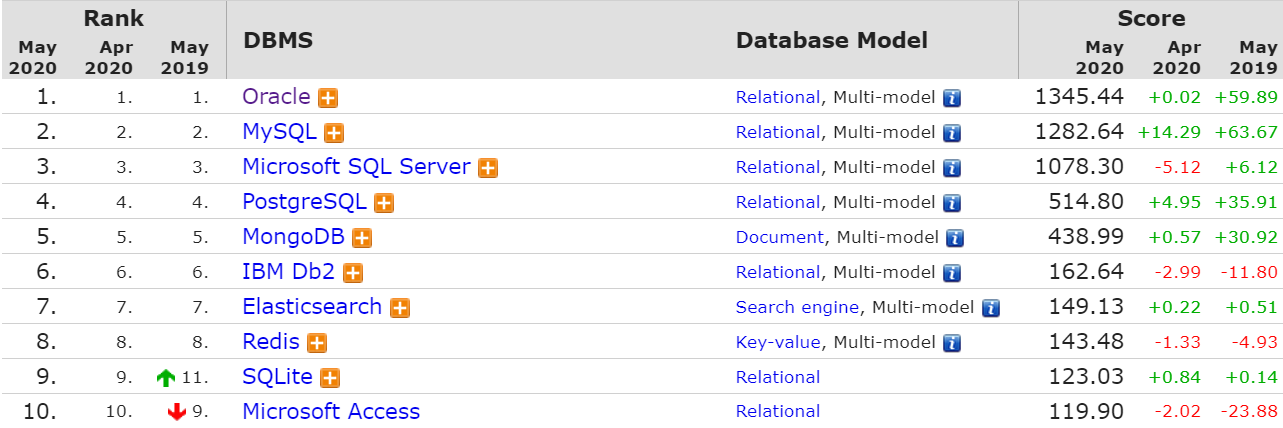 Rank DBMS Database Model Score
May 2020 Apr 2020 May 2019 May 2020 Apr 2020 May 2019
1. 1. 1. Oracle Relational, Multi-model 1345.44 +0.02 +59.89
2. 2. 2. MySQL Relational, Multi-model 1282.64 +14.29 +63.67
3. 3. 3. Microsoft SQL Server Relational, Multi-model 1078.30 -5.12 +6.12
4. 4. 4. PostgreSQL Relational, Multi-model 514.80 +4.95 +35.91
5. 5. 5. MongoDB Document, Multi-model 438.99 +0.57 +30.92
6. 6. 6. IBM Db2 Relational, Multi-model 162.64 -2.99 -11.80
7. 7. 7. Elasticsearch Search engine, Multi-model 149.13 +0.22 +0.51
8. 8. 8. Redis Key-value, Multi-model 143.48 -1.33 -4.93
9. 9. 11. SQLite Relational 123.03 +0.84 +0.14
10. 10. 9. Microsoft Access Relational 119.90 -2.02 -23.88